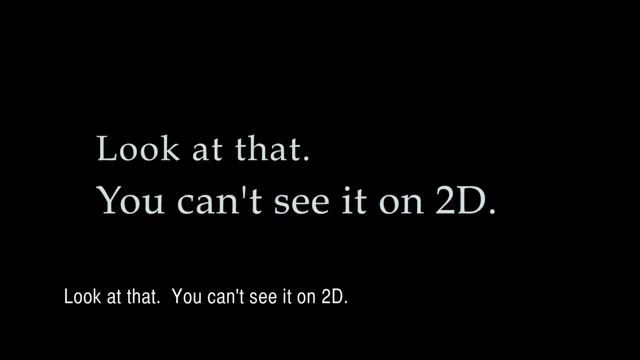 Look at that.
You can't see it on 2D.
Look at that.  You can't see it on 2D.